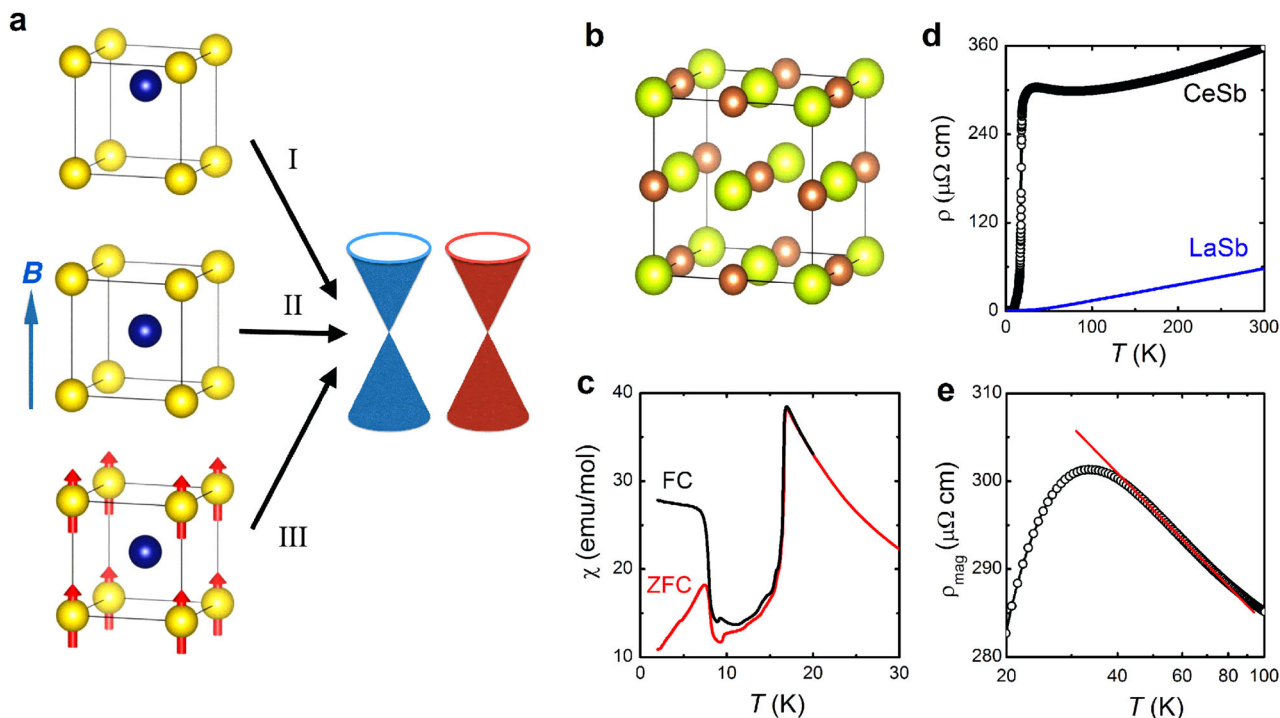 a
B
I
II
III
b
c
χ (emu/mol)
40
30
20
10
FC
ZFC
0
10
20
30
T (K)
d
ρ (μΩ cm)
360
240
120
0
CeSb
LaSb
0
100
200
300
T (K)
e
ρmag (μΩ cm)
310
300
290
280
20
40
60
80
100
T (K)